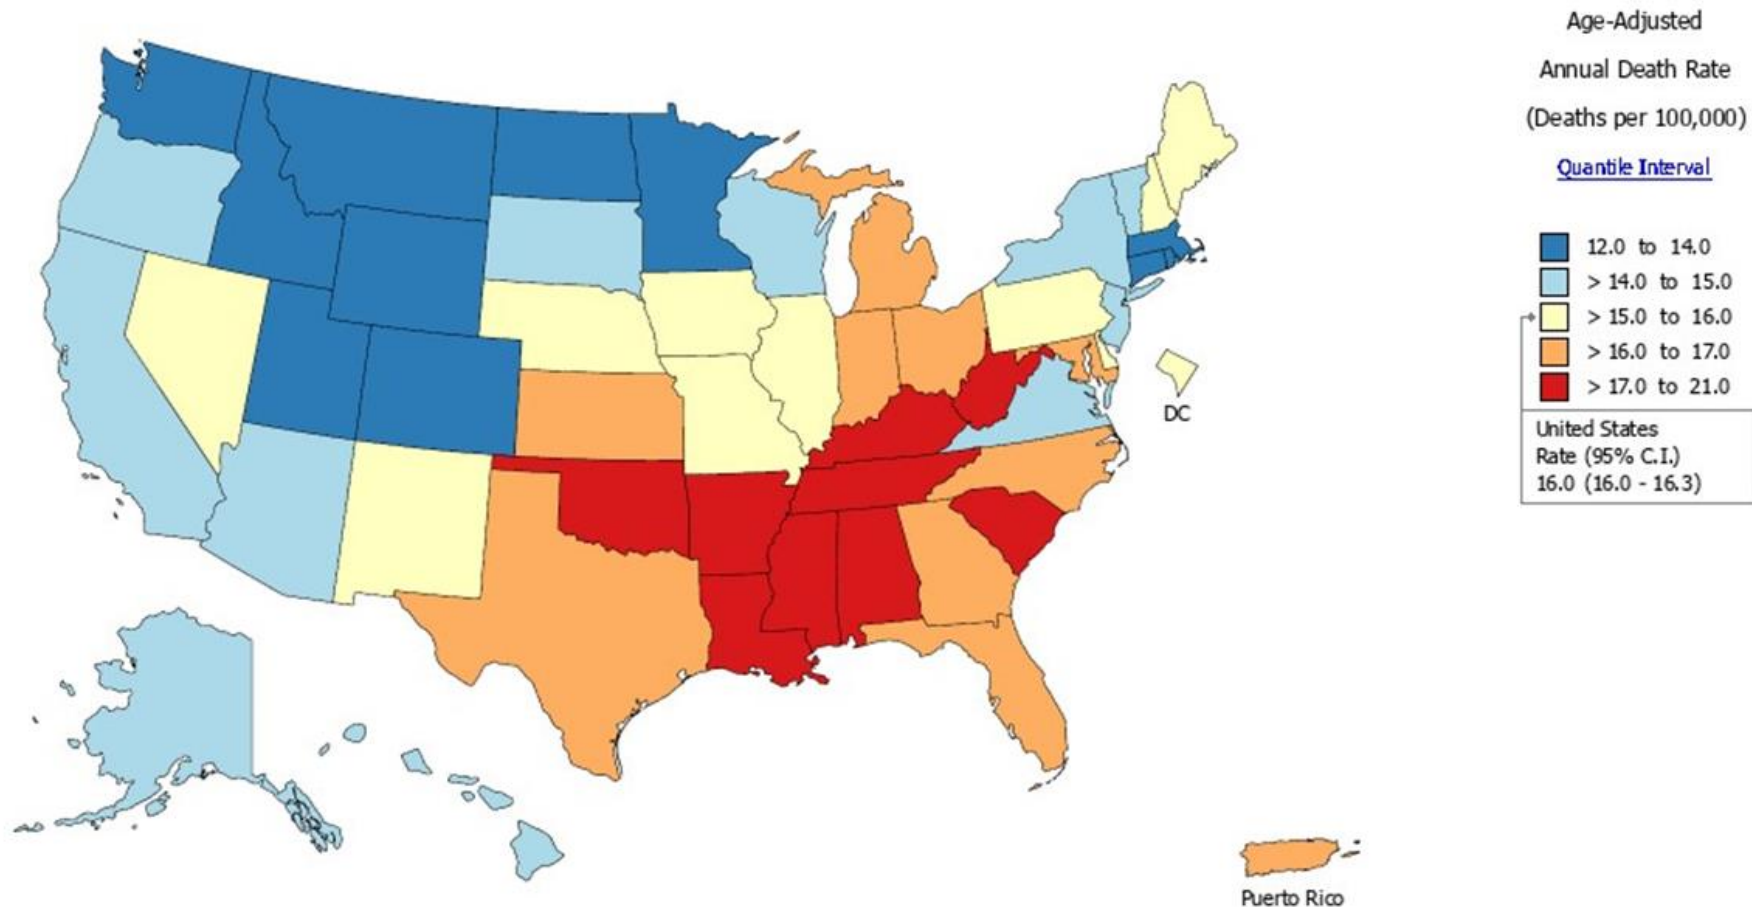 Age-Adjusted
Annual Death Rate
(Deaths per 100,000)
Quantile Interval
12.0 to 14.0
> 14.0 to 15.0
> 15.0 to 16.0
> 16.0 to 17.0
> 17.0 to 21.0
United States
Rate (95% C.I.)
16.0 (16.0 - 16.3)
DC
Puerto Rico